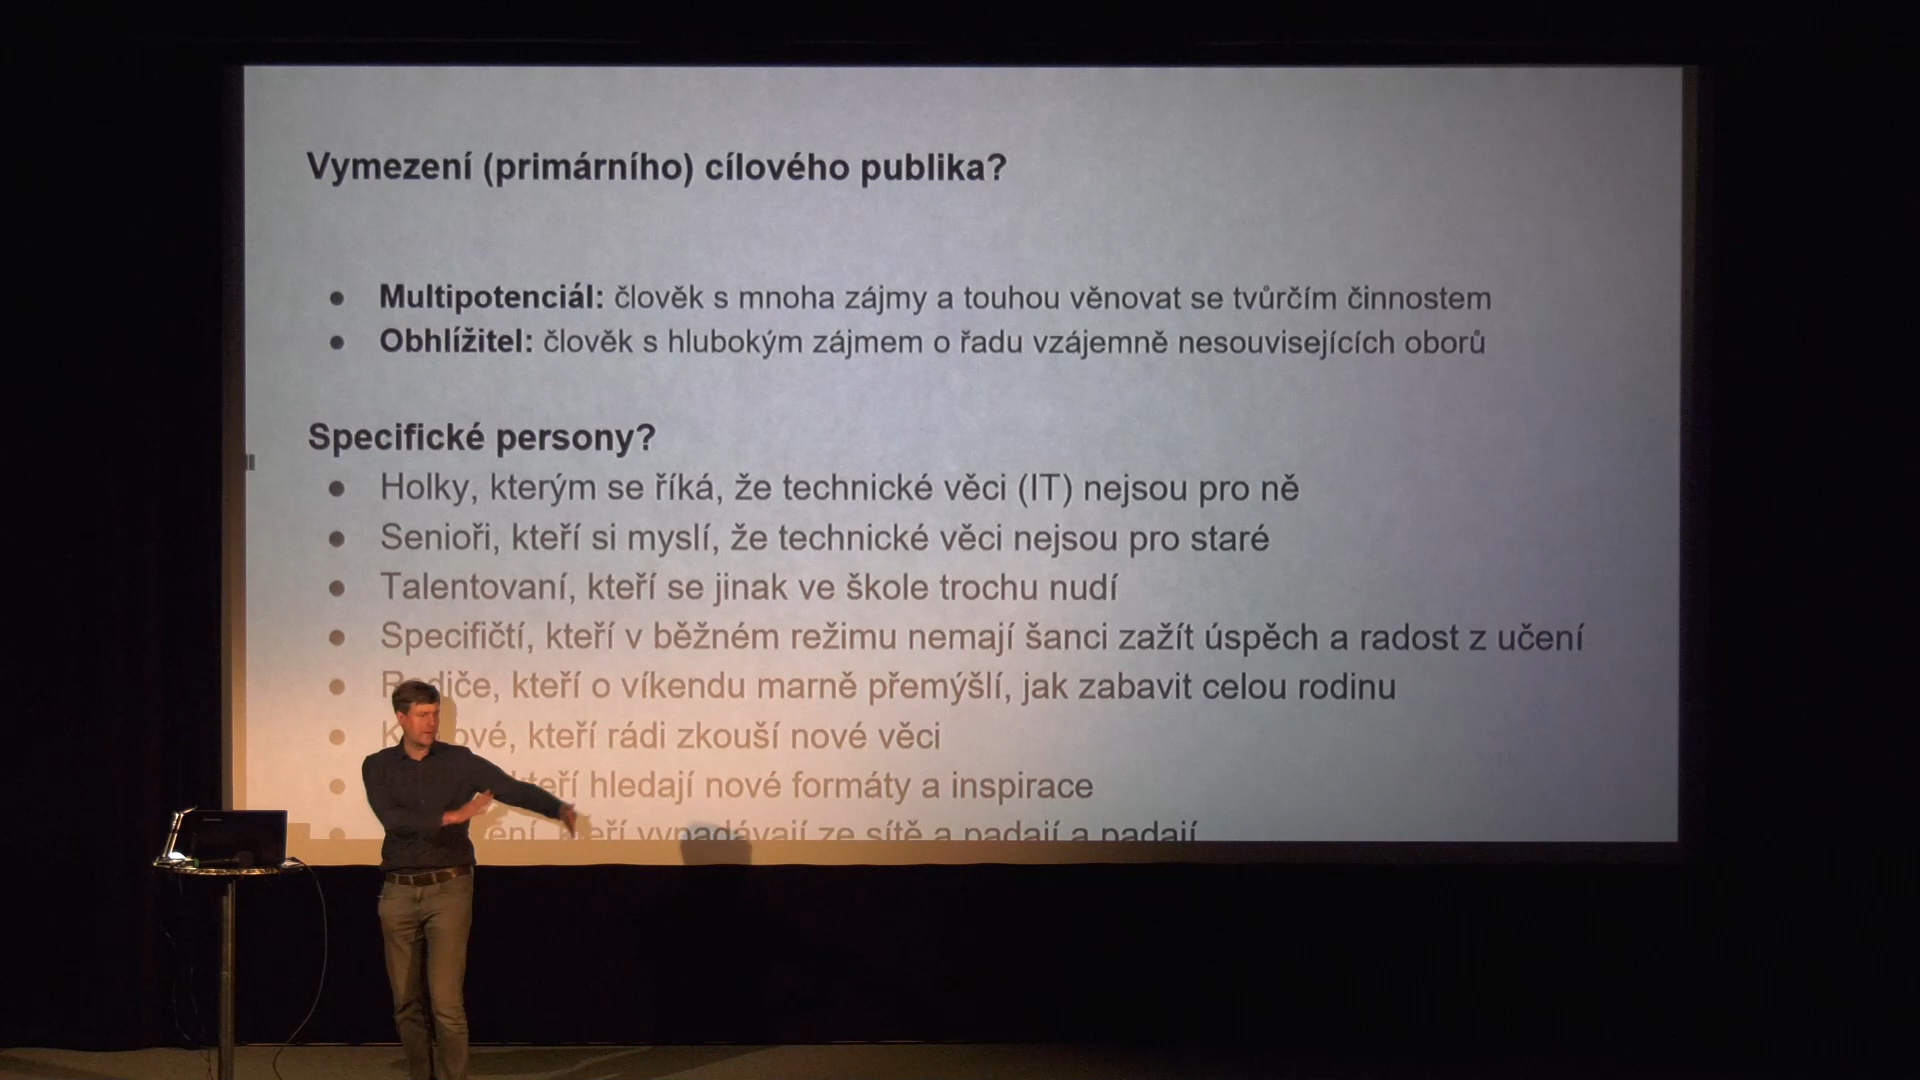 Vymezení (primárního) cílového publika?
● Multipotenciál: člověk s mnoha zájmy a touhou věnovat se tvůrčím činnostem
● Obhlížitel: člověk s hlubokým zájmem o řadu vzájemně nesouvisejících oborů
Specifické persony?
● Holky, kterým se říká, že technické věci (IT) nejsou pro ně
● Senioři, kteří si myslí, že technické věci nejsou pro staré
● Talentovaní, kteří se jinak ve škole trochu nudí
● Specifičtí, kteří v běžném režimu nemají šanci zažít úspěch a radost z učení
● Rodiče, kteří o víkendu marně přemýšlí, jak zabavit celou rodinu
● kteří rádi zkouší nové věci
● kteří hledají nové formáty a inspirace
● kteří vypadávají ze sítě a padají a padají